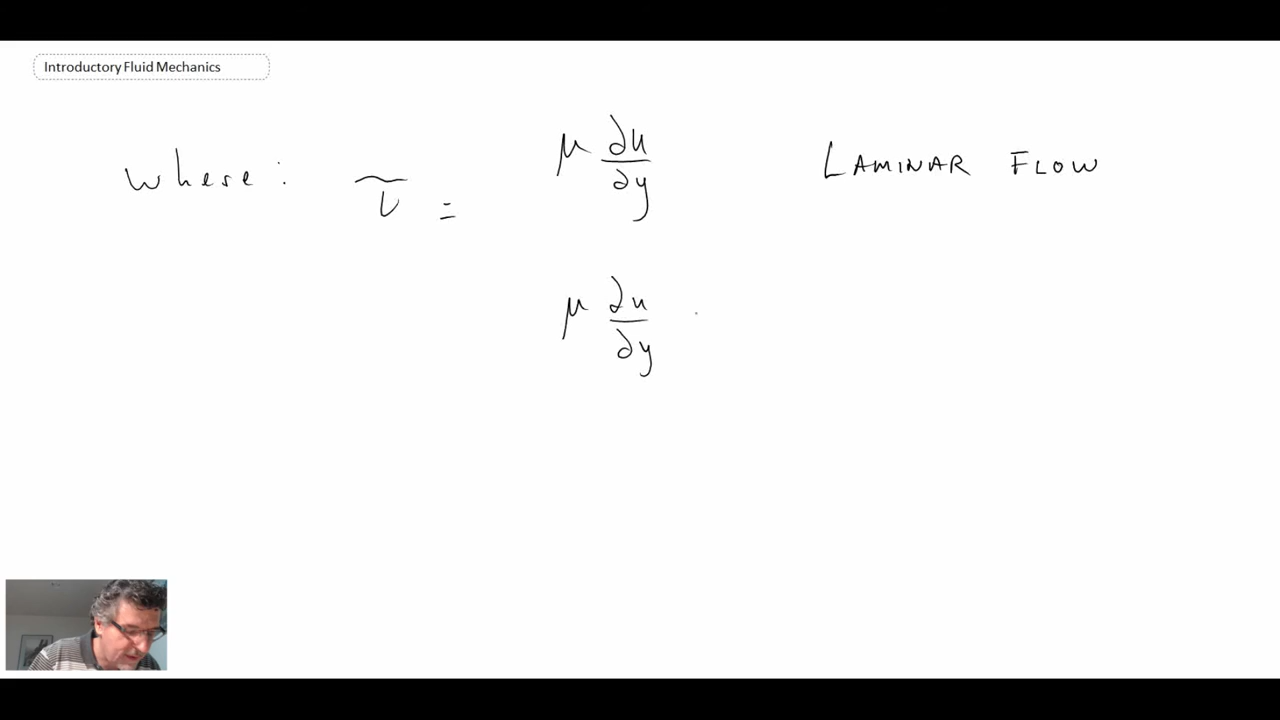 Introductory Fluid Mechanics
where: τ = μ ∂u/∂y LAMINAR FLOW
μ ∂u/∂y